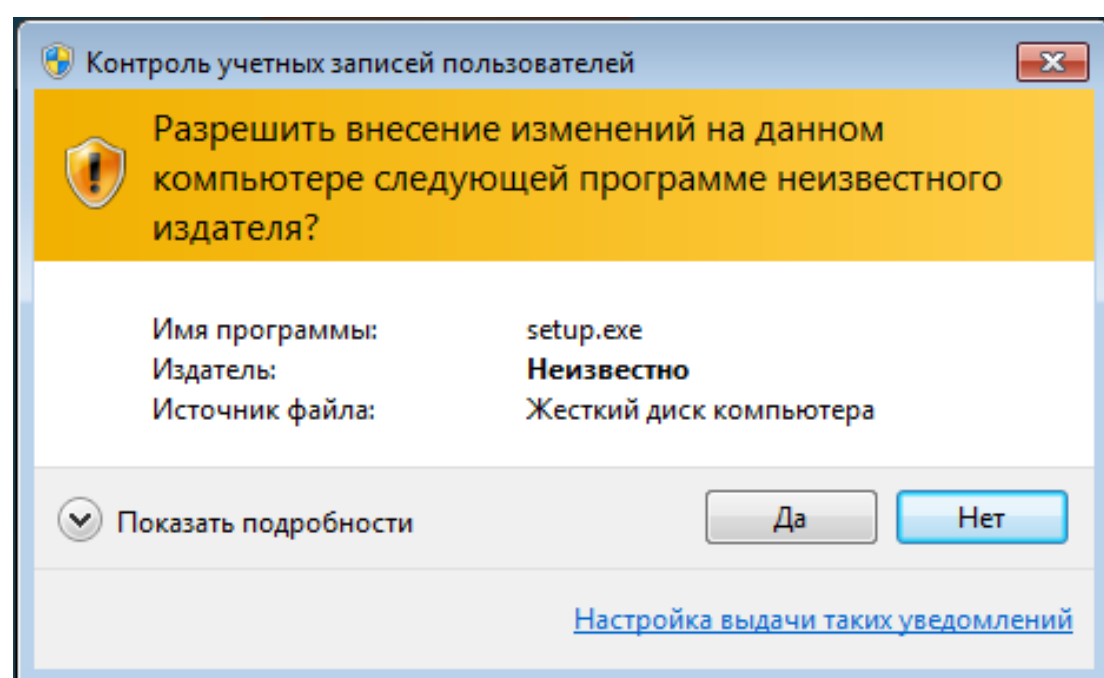 Контроль учетных записей пользователей
Разрешить внесение изменений на данном
компьютере следующей программе неизвестного
издателя?
Имя программы: setup.exe
Издатель: Неизвестно
Источник файла: Жесткий диск компьютера
Показать подробности
Да
Нет
Настройка выдачи таких уведомлений